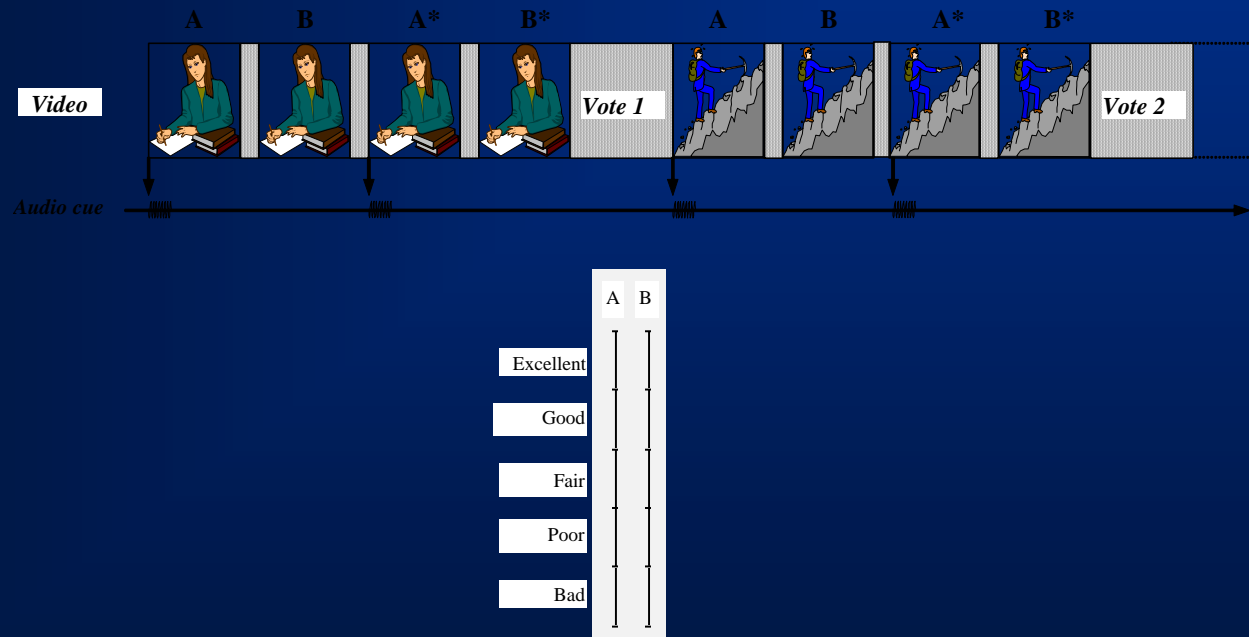 A B A* B* A B A* B*
Video Vote 1 Vote 2
Audio cue
A B
Excellent
Good
Fair
Poor
Bad